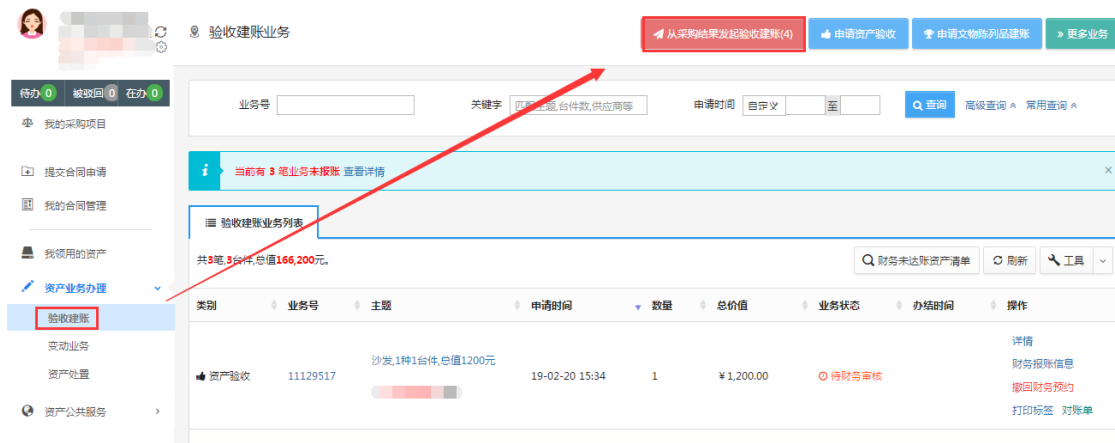 验收建账业务
从采购结果发起验收建账(4)
申请资产验收
申请文物陈列品建账
» 更多业务
待办 0 被驳回 0 在办 0
我的采购项目
提交合同申请
我的合同管理
我领用的资产
资产业务办理
验收建账
变动业务
资产处置
资产公共服务
业务号
关键字 匹配主题,台件数,供应商等
申请时间 自定义 至
查询 高级查询 常用查询
当前有 3 笔业务未报账 查看详情 ×
验收建账业务列表
共3笔,3台件,总值166,200元。
财务未达账资产清单 刷新 工具
类别 业务号 主题 申请时间 数量 总价值 业务状态 办结时间 操作
资产验收 11129517 沙发,1种1台件,总值1200元 19-02-20 15:34 1 ¥1,200.00 待财务审核
详情
财务报账信息
撤回财务预约
打印标签 对账单